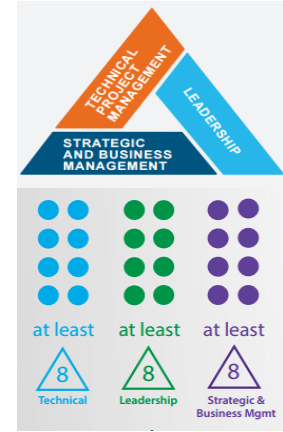 TECHNICAL
PROJECT
MANAGEMENT
LEADERSHIP
STRATEGIC
AND BUSINESS
MANAGEMENT
at least
8
Technical
at least
8
Leadership
at least
8
Strategic &
Business Mgmt